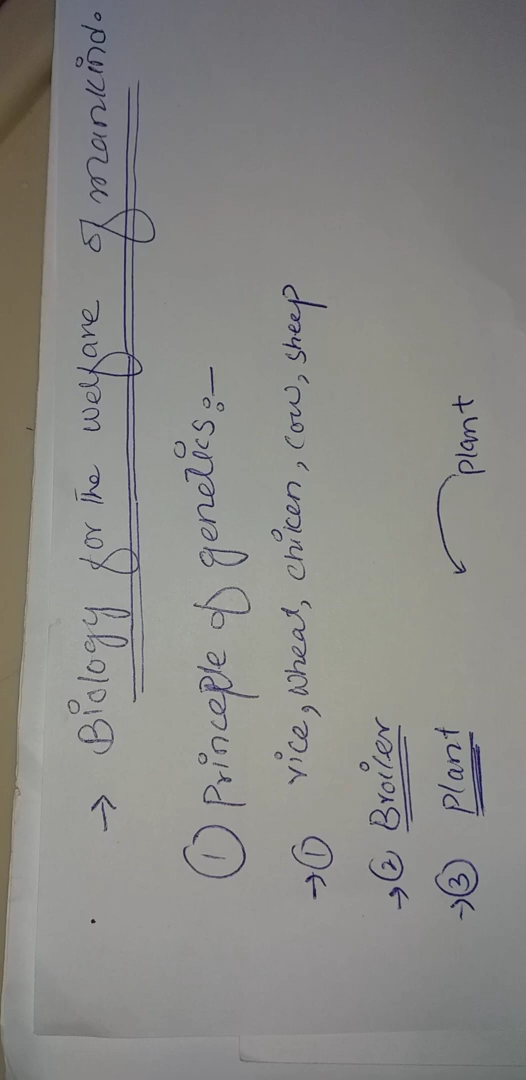 → Biology for the welfare of mankind.
① Principle of genetics:-
→① rice, wheat, chicen, cow, sheep
→② Broiler
→③ Plant
plant